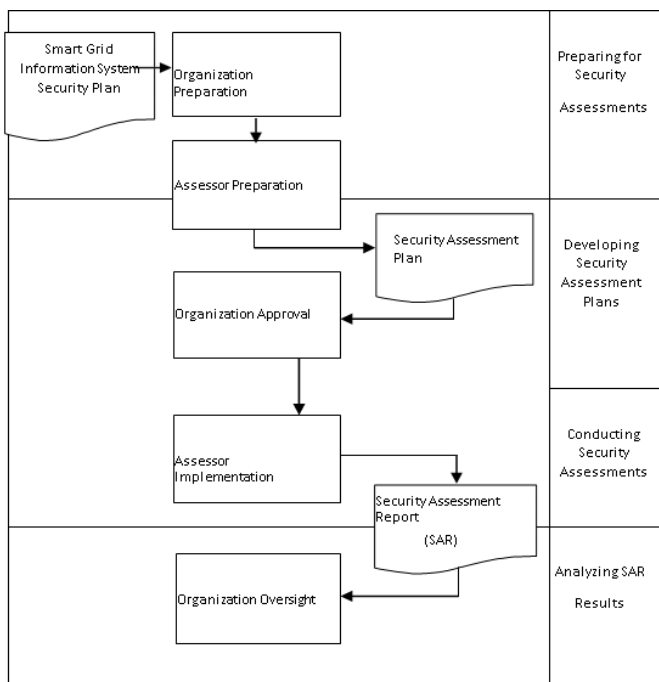 Smart Grid
Information System
Security Plan
Organization
Preparation
Preparing for
Security
Assessments
Assessor Preparation
Security Assessment
Plan
Developing
Security
Assessment
Plans
Organization Approval
Assessor
Implementation
Conducting
Security
Assessments
Security Assessment
Report
(SAR)
Organization Oversight
Analyzing SAR
Results